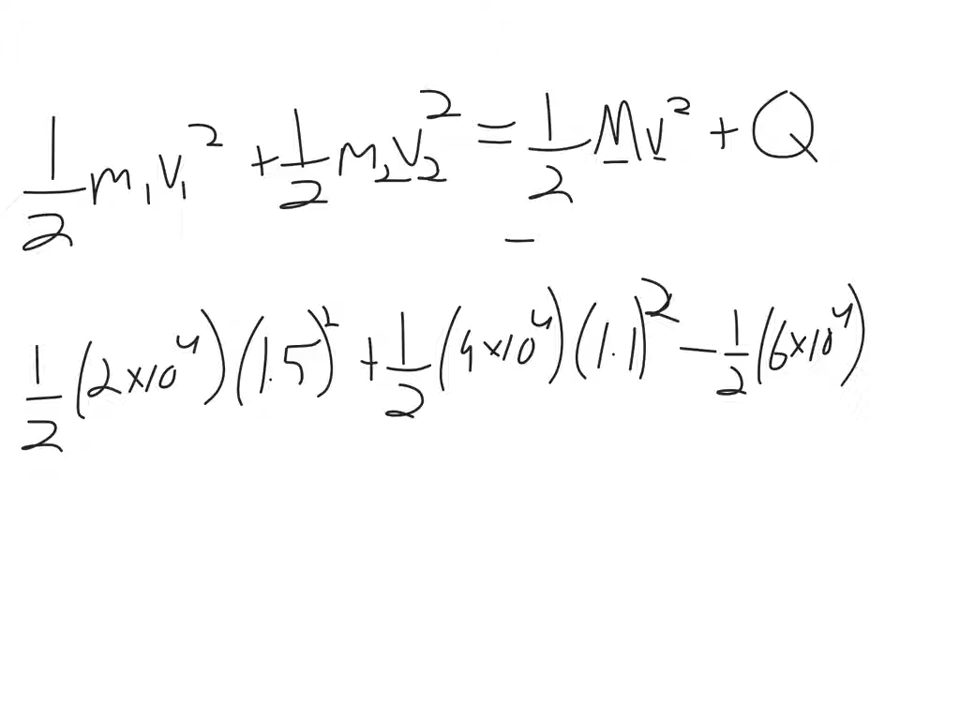 1/2 m₁v₁² + 1/2 m₂v₂² = 1/2 Mv² + Q
−
1/2 (2×10⁴)(1.5)² + 1/2 (4×10⁴)(1.1)² − 1/2 (6×10⁴)